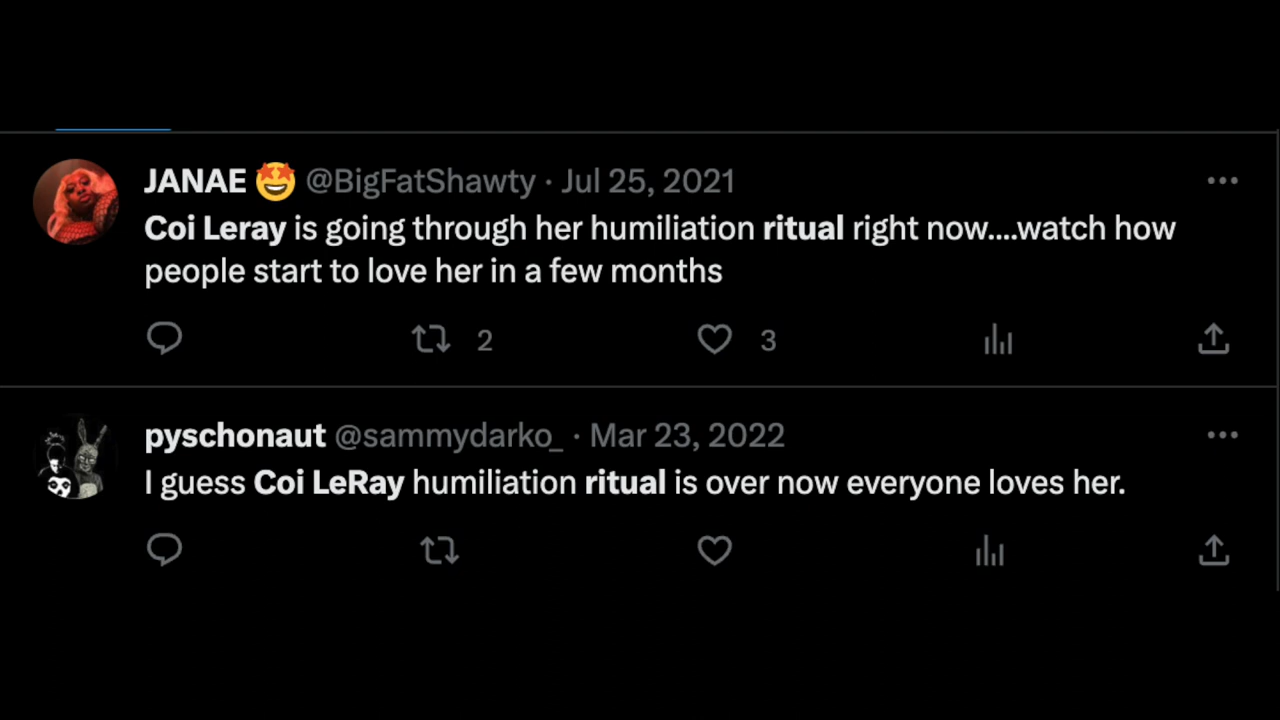 JANAE 🤩 @BigFatShawty · Jul 25, 2021
Coi Leray is going through her humiliation ritual right now....watch how
people start to love her in a few months
2 3
pyschonaut @sammydarko_ · Mar 23, 2022
I guess Coi LeRay humiliation ritual is over now everyone loves her.